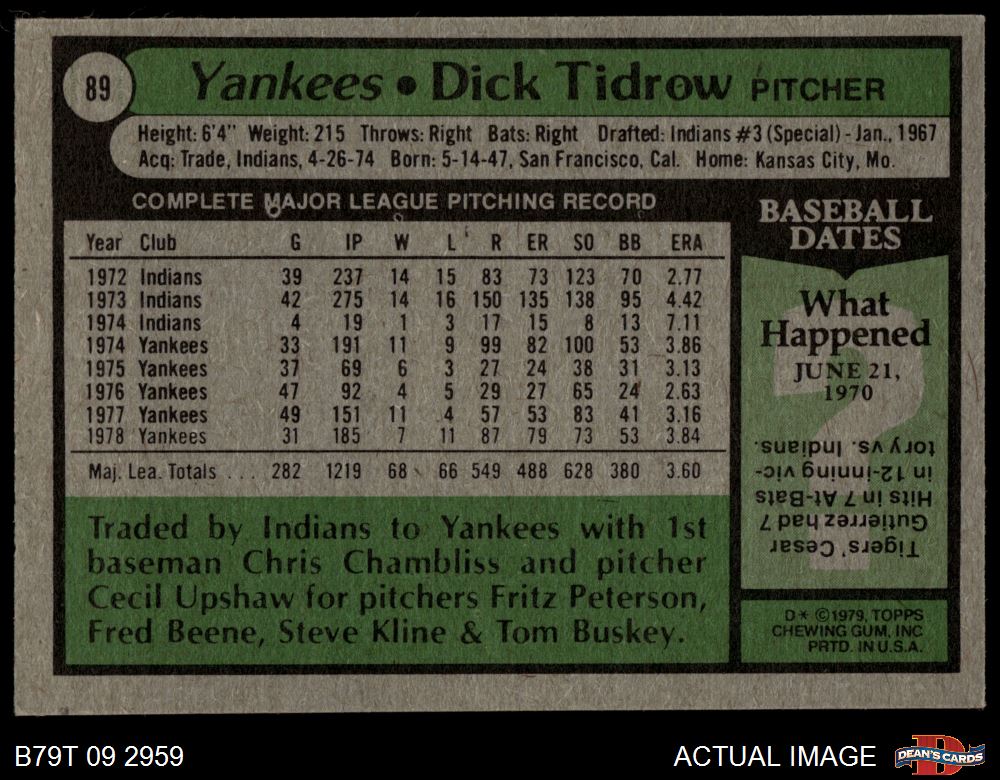 89
Yankees • Dick Tidrow PITCHER
Height: 6'4" Weight: 215 Throws: Right Bats: Right Drafted: Indians #3 (Special) - Jan., 1967
Acq: Trade, Indians, 4-26-74 Born: 5-14-47, San Francisco, Cal. Home: Kansas City, Mo.
COMPLETE MAJOR LEAGUE PITCHING RECORD
Year Club G IP W L R ER SO BB ERA
1972 Indians 39 237 14 15 83 73 123 70 2.77
1973 Indians 42 275 14 16 150 135 138 95 4.42
1974 Indians 4 19 1 3 17 15 8 13 7.11
1974 Yankees 33 191 11 9 99 82 100 53 3.86
1975 Yankees 37 69 6 3 27 24 38 31 3.13
1976 Yankees 47 92 4 5 29 27 65 24 2.63
1977 Yankees 49 151 11 4 57 53 83 41 3.16
1978 Yankees 31 185 7 11 87 79 73 53 3.84
Maj. Lea. Totals . . . 282 1219 68 66 549 488 628 380 3.60
Traded by Indians to Yankees with 1st
baseman Chris Chambliss and pitcher
Cecil Upshaw for pitchers Fritz Peterson,
Fred Beene, Steve Kline & Tom Buskey.
BASEBALL
DATES
What
Happened
JUNE 21,
1970
?
Tigers' Cesar
Gutierrez had 7
Hits in 7 At-Bats
in 12-inning vic-
tory vs. Indians.
D* ©1979, TOPPS
CHEWING GUM, INC
PRTD. IN U.S.A.
B79T 09 2959
ACTUAL IMAGE
D
DEAN'S CARDS